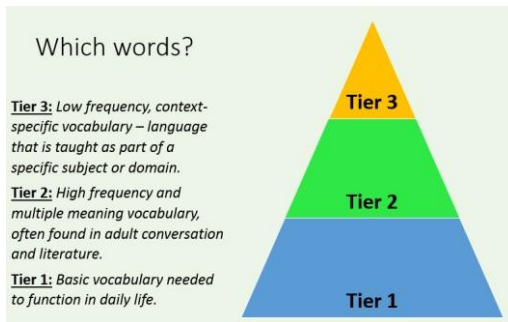 Which words?
Tier 3: Low frequency, context-
specific vocabulary – language
that is taught as part of a
specific subject or domain.
Tier 2: High frequency and
multiple meaning vocabulary,
often found in adult conversation
and literature.
Tier 1: Basic vocabulary needed
to function in daily life.
Tier 3
Tier 2
Tier 1